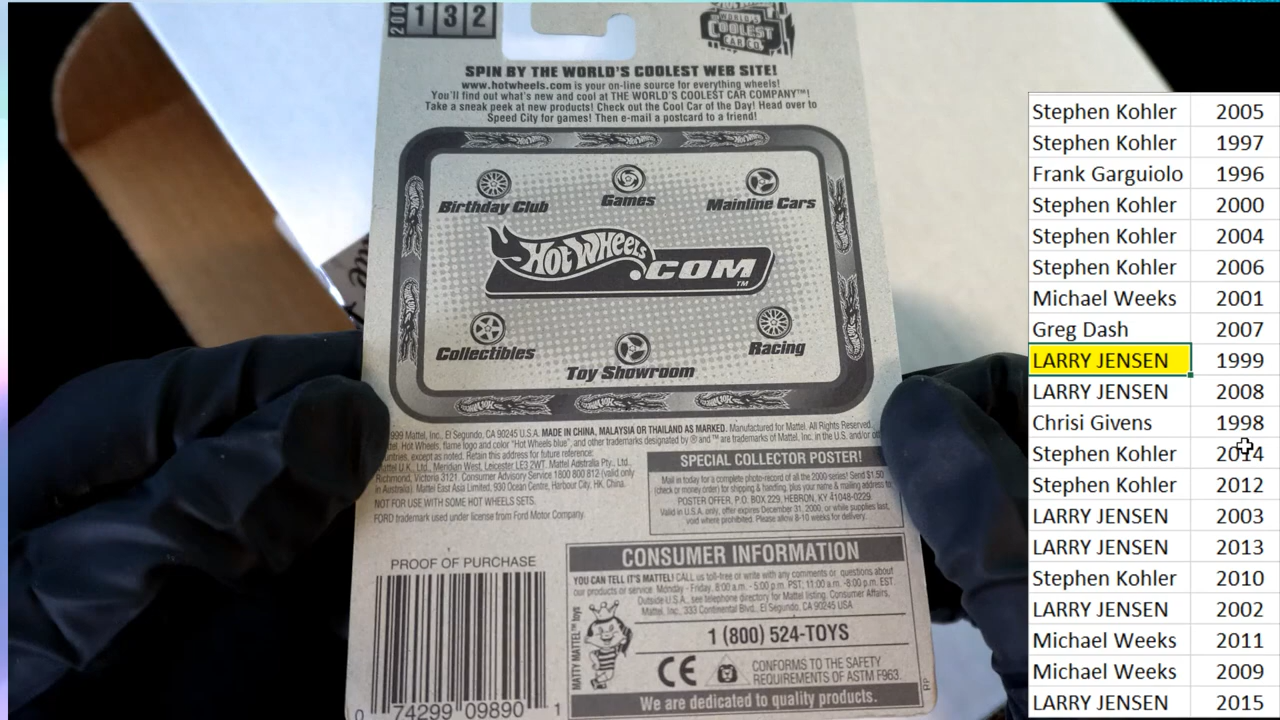 200
132
WORLD'S
COOLEST
CAR CO.
SPIN BY THE WORLD'S COOLEST WEB SITE!
www.hotwheels.com is your on-line source for everything wheels!
You'll find out what's new and cool at THE WORLD'S COOLEST CAR COMPANY™!
Take a sneak peek at new products! Check out the Cool Car of the Day! Head over to
Speed City for games! Then e-mail a postcard to a friend!
Birthday Club
Games
Mainline Cars
Hot Wheels
.COM™
Collectibles
Toy Showroom
Racing
999 Mattel, Inc., El Segundo, CA 90245 U.S.A. MADE IN CHINA, MALAYSIA OR THAILAND AS MARKED. Manufactured for Mattel. All Rights Reserved.
Hot Wheels, flame logo and color "Hot Wheels blue", and other trademarks designated by ® and ™ are trademarks of Mattel, Inc. in the U.S. and/or
except as noted. Retain this address for future reference:
U.K., Ltd., Meridian West, Leicester LE3 2WT. Mattel Australia Pty., Ltd.,
Richmond, Victoria 3121. Consumer Advisory Service 1800 800 812 (valid only
in Australia). Mattel East Asia Limited, 930 Ocean Centre, Harbour City, HK, China.
NOT FOR USE WITH SOME HOT WHEELS SETS.
FORD trademark used under license from Ford Motor Company.
SPECIAL COLLECTOR POSTER!
Mail in today for a complete photo-record of all the 2000 series! Send $1.50
(check or money order) for shipping & handling, plus your name & mailing address to
POSTER OFFER, P.O. BOX 229, HEBRON, KY 41048-0229.
Valid in U.S.A. only, offer expires December 31, 2000, or while supplies last,
void where prohibited. Please allow 8-10 weeks for delivery.
PROOF OF PURCHASE
0 74299 09890 1
CONSUMER INFORMATION
YOU CAN TELL IT'S MATTEL! CALL us toll-free or write with any comments or questions about
our products or service. Monday - Friday, 8:00 a.m. - 5:00 p.m. PST; 11:00 a.m. -8:00 p.m. EST.
Outside U.S.A., see telephone directory for Mattel listing. Consumer Affairs,
Mattel, Inc., 333 Continental Blvd., El Segundo, CA 90245 USA
MATTY MATTEL™ toys
1 (800) 524-TOYS
CE
CONFORMS TO THE SAFETY
REQUIREMENTS OF ASTM F963.
We are dedicated to quality products.
RP
Stephen Kohler 2005
Stephen Kohler 1997
Frank Garguiolo 1996
Stephen Kohler 2000
Stephen Kohler 2004
Stephen Kohler 2006
Michael Weeks 2001
Greg Dash 2007
LARRY JENSEN 1999
LARRY JENSEN 2008
Chrisi Givens 1998
Stephen Kohler 2014
Stephen Kohler 2012
LARRY JENSEN 2003
LARRY JENSEN 2013
Stephen Kohler 2010
LARRY JENSEN 2002
Michael Weeks 2011
Michael Weeks 2009
LARRY JENSEN 2015